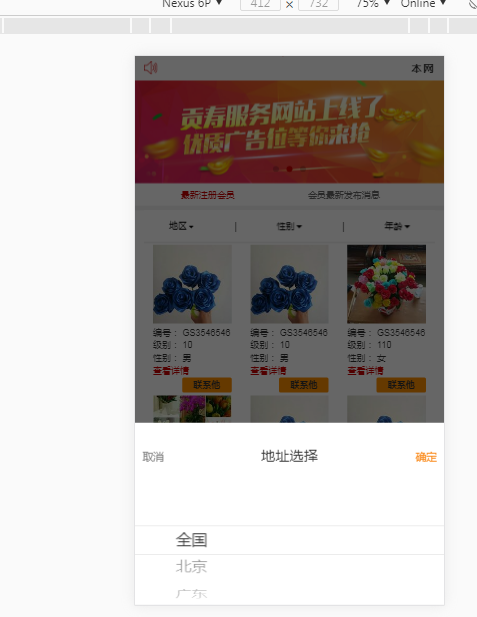 Nexus 6P ▼ 412 × 732 75% ▼ Online ▼
本网
贡寿服务网站上线了
优质广告位等你来抢
最新注册会员 会员最新发布消息
地区 | 性别 | 年龄
编号： GS3546546 编号： GS3546546 编号： GS3546546
级别： 10 级别： 10 级别： 110
性别： 男 性别： 男 性别： 女
查看详情 查看详情 查看详情
联系他 联系他 联系他
取消 地址选择 确定
全国
北京
广东